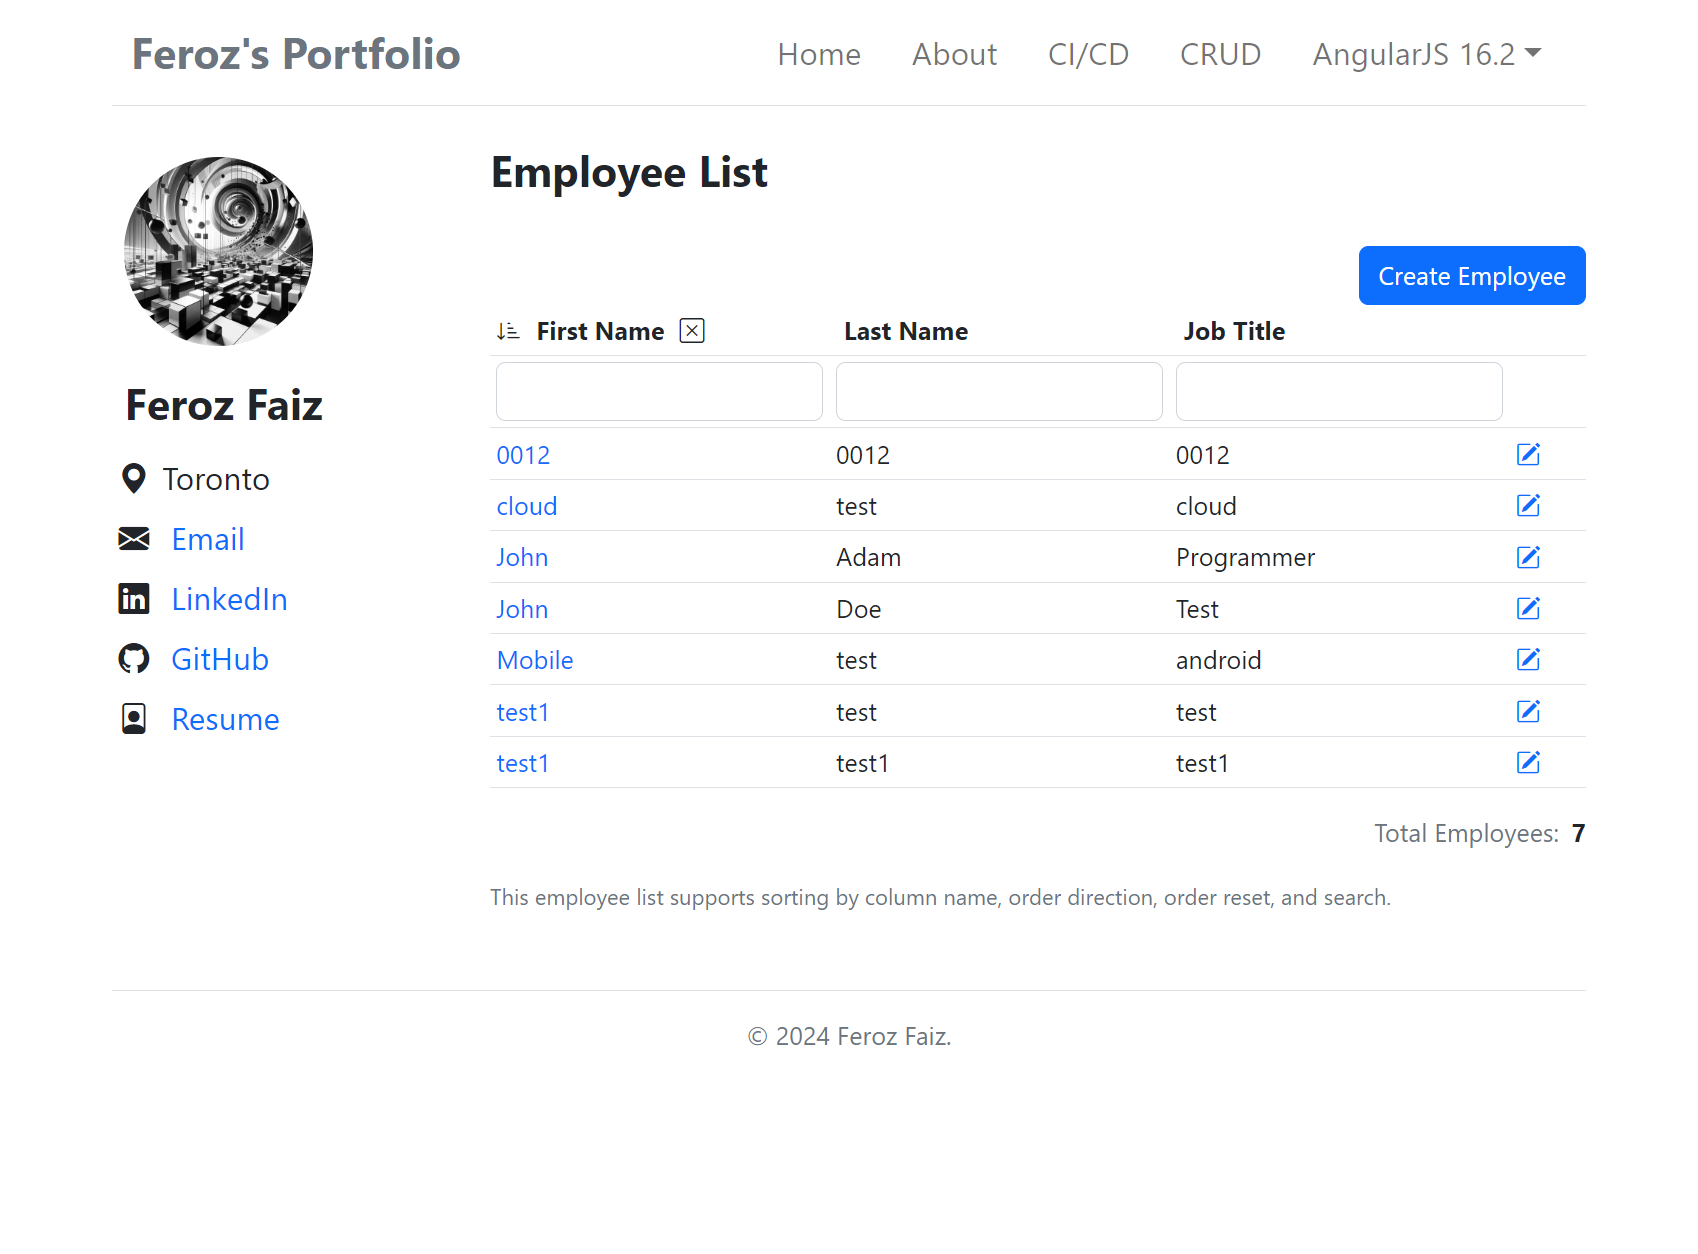 Feroz's Portfolio Home About CI/CD CRUD AngularJS 16.2
Feroz Faiz
Toronto
Email
LinkedIn
GitHub
Resume
Employee List
Create Employee
First Name Last Name Job Title
0012 0012 0012
cloud test cloud
John Adam Programmer
John Doe Test
Mobile test android
test1 test test
test1 test1 test1
Total Employees: 7
This employee list supports sorting by column name, order direction, order reset, and search.
© 2024 Feroz Faiz.